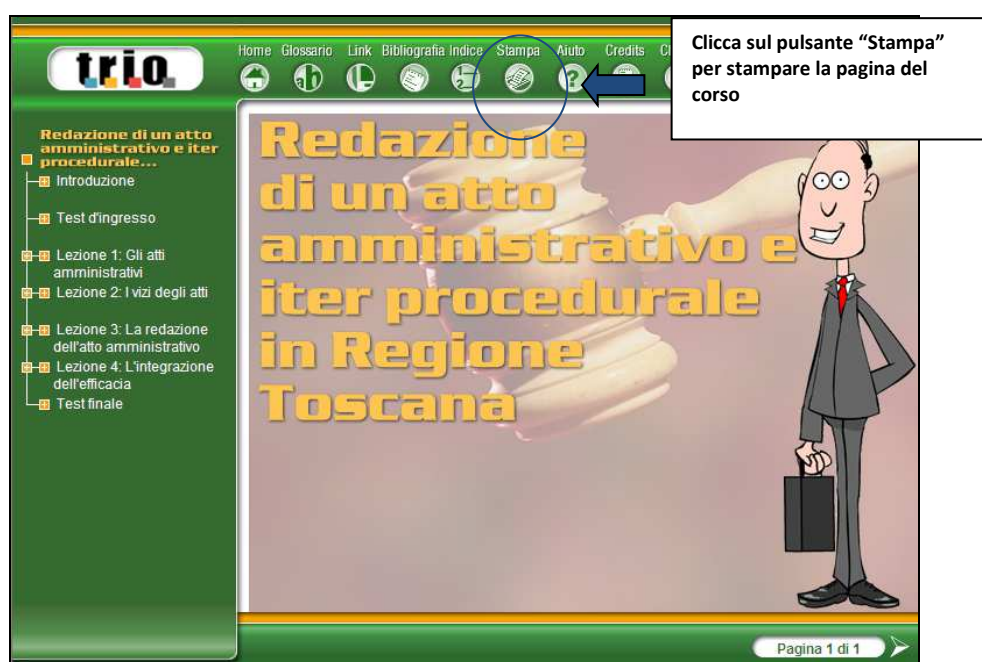 trio
Home Glossario Link Bibliografia Indice Stampa Aiuto Credits
Clicca sul pulsante “Stampa”
per stampare la pagina del
corso
Redazione di un atto
amministrativo e iter
procedurale...
Introduzione
Test d'ingresso
Lezione 1: Gli atti
amministrativi
Lezione 2: I vizi degli atti
Lezione 3: La redazione
dell'atto amministrativo
Lezione 4: L'integrazione
dell'efficacia
Test finale
Redazione
di un atto
amministrativo e
iter procedurale
in Regione
Toscana
Pagina 1 di 1